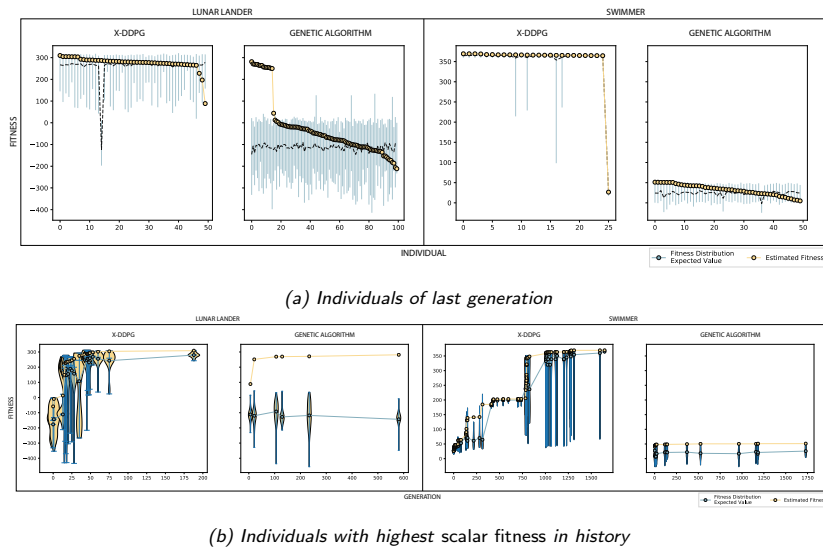 LUNAR LANDER
SWIMMER
X-DDPG
GENETIC ALGORITHM
X-DDPG
GENETIC ALGORITHM
FITNESS
300
200
100
0
−100
−200
−300
−400
0 10 20 30 40 50
0 20 40 60 80 100
350
300
250
200
150
100
50
0
0 5 10 15 20 25
0 10 20 30 40 50
INDIVIDUAL
Fitness Distribution
Expected Value
Estimated Fitness
(a) Individuals of last generation
LUNAR LANDER
SWIMMER
X-DDPG
GENETIC ALGORITHM
X-DDPG
GENETIC ALGORITHM
FITNESS
300
200
100
0
−100
−200
−300
−400
0 25 50 75 100 125 150 175 200
0 100 200 300 400 500 600
350
300
250
200
150
100
50
0
0 250 500 750 1000 1250 1500
0 250 500 750 1000 1250 1500 1750
GENERATION
Fitness Distribution
Expected Value
Estimated Fitness
(b) Individuals with highest scalar fitness in history